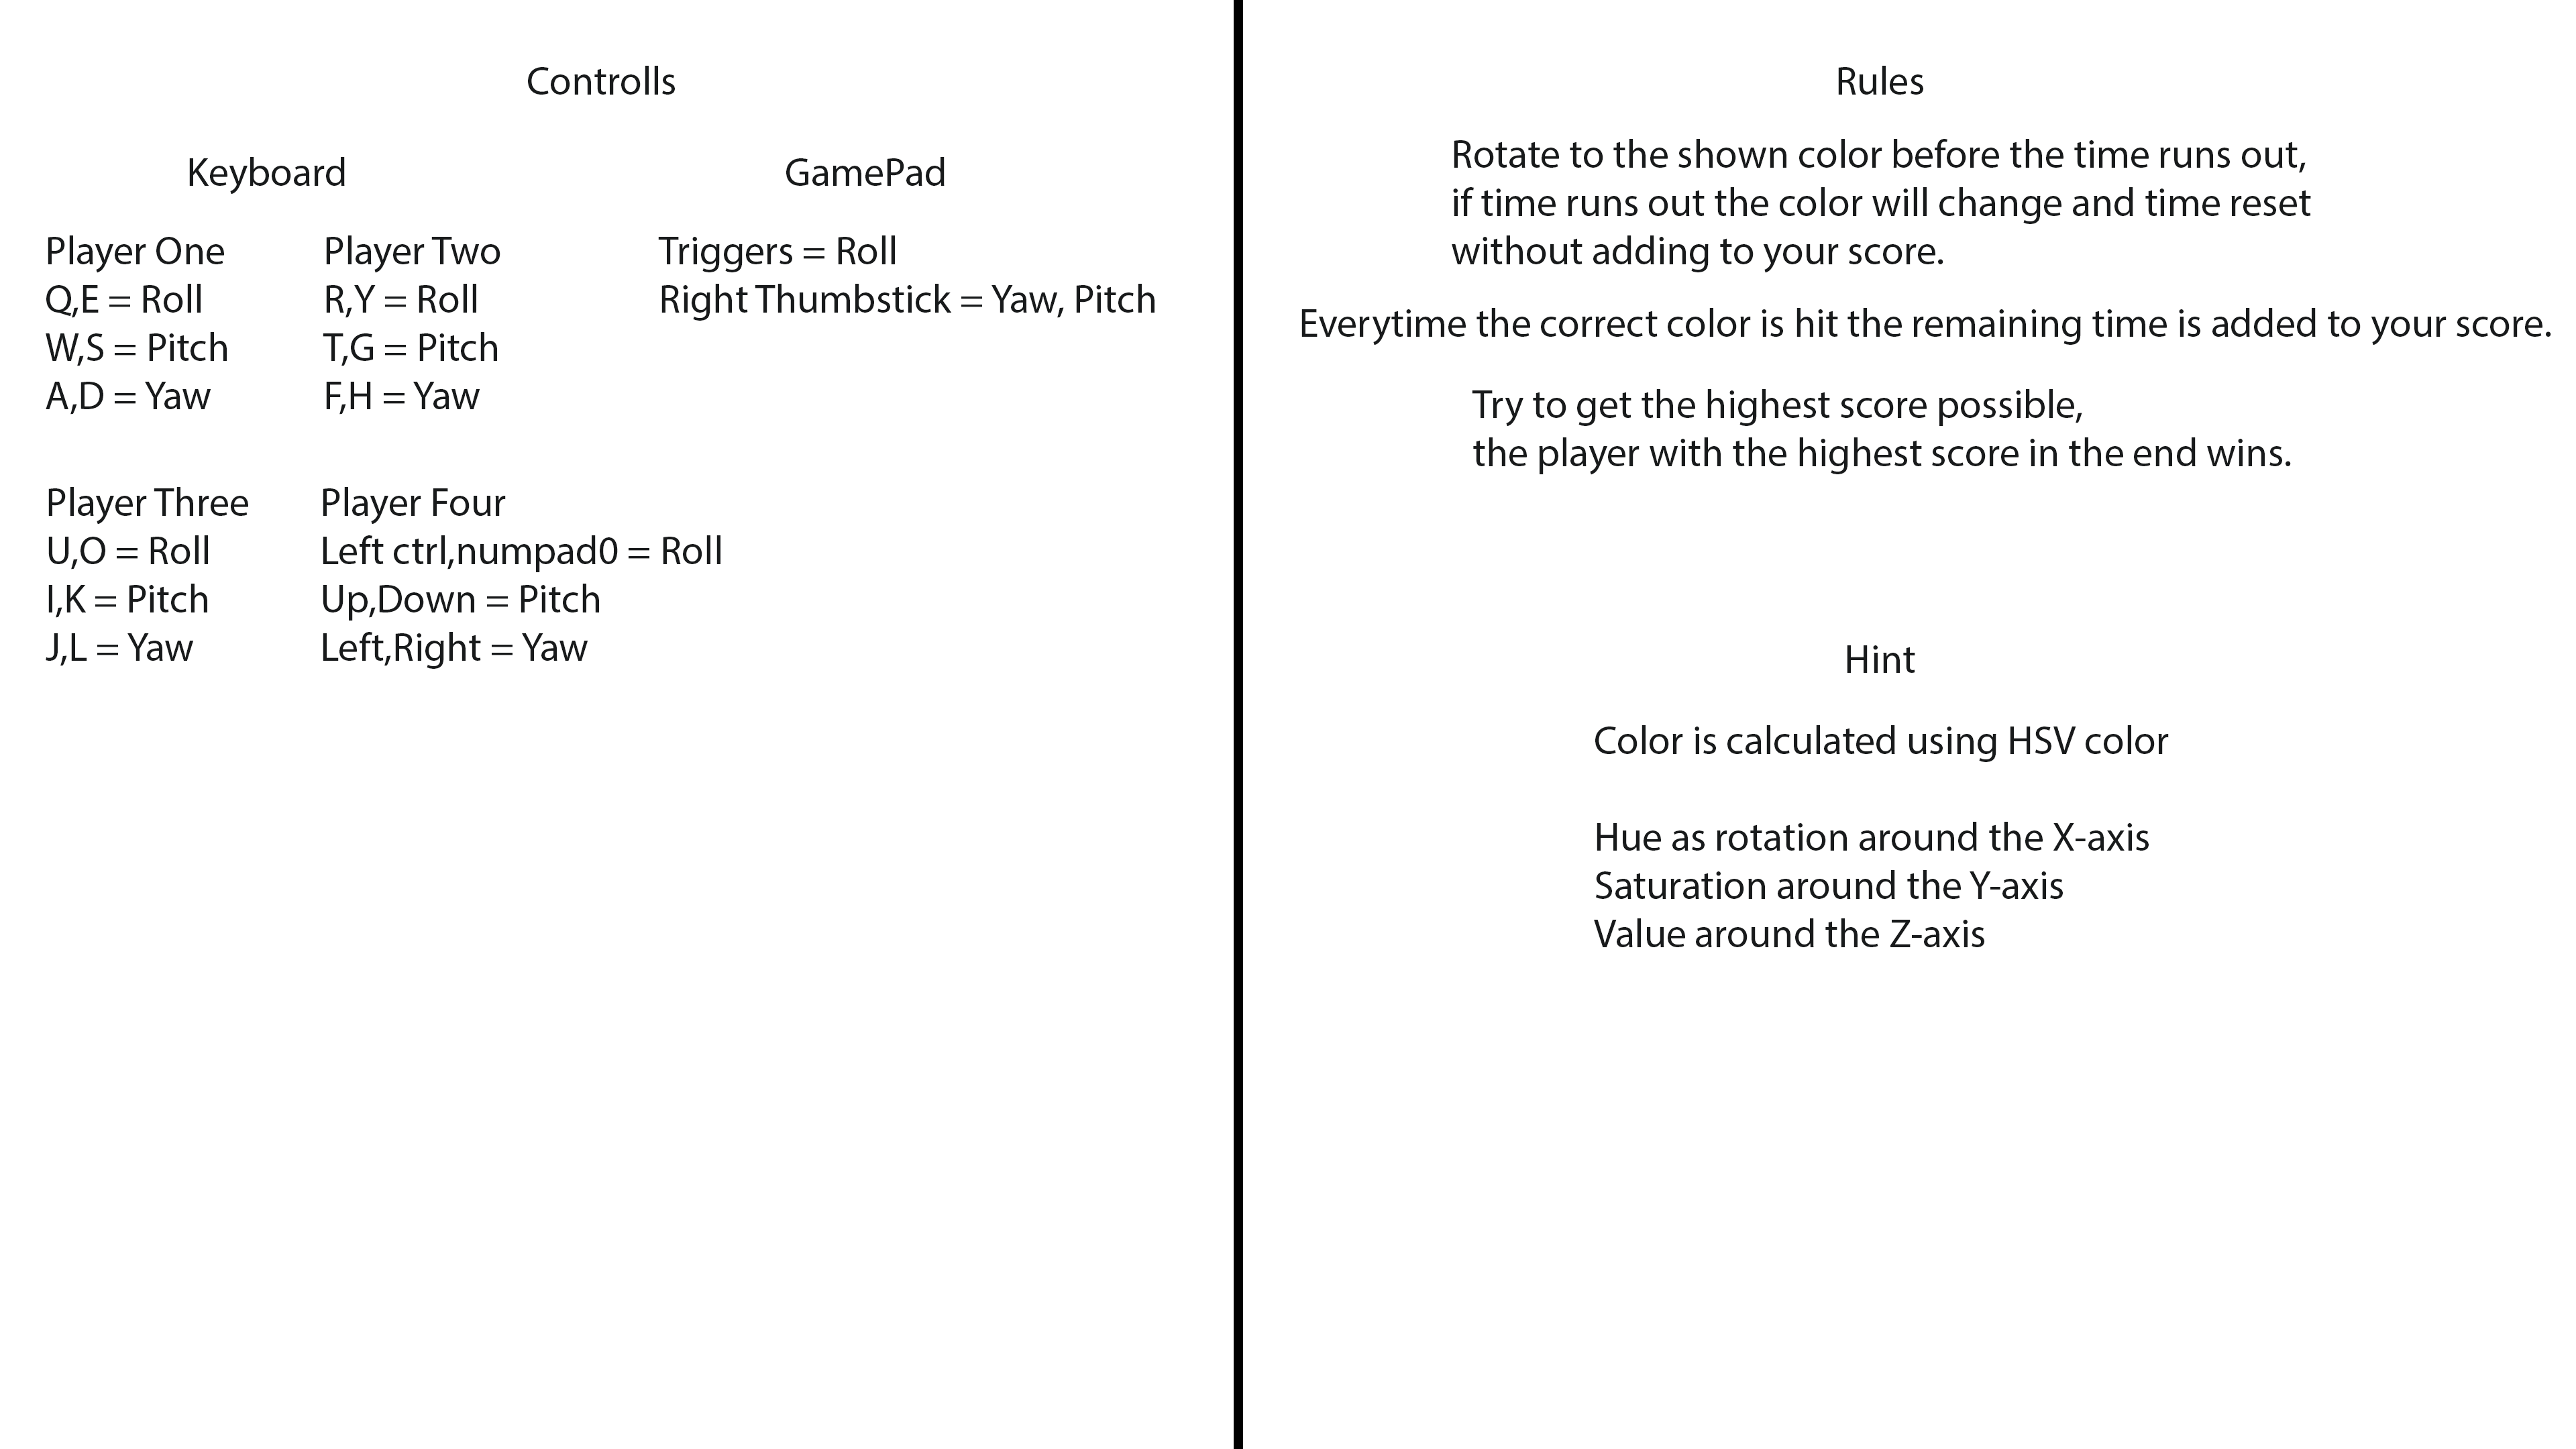 Controlls
Keyboard
Player One
Q,E = Roll
W,S = Pitch
A,D = Yaw
Player Two
R,Y = Roll
T,G = Pitch
F,H = Yaw
Player Three
U,O = Roll
I,K = Pitch
J,L = Yaw
Player Four
Left ctrl,numpad0 = Roll
Up,Down = Pitch
Left,Right = Yaw
GamePad
Triggers = Roll
Right Thumbstick = Yaw, Pitch
Rules
Rotate to the shown color before the time runs out,
if time runs out the color will change and time reset
without adding to your score.
Everytime the correct color is hit the remaining time is added to your score.
Try to get the highest score possible,
the player with the highest score in the end wins.
Hint
Color is calculated using HSV color
Hue as rotation around the X-axis
Saturation around the Y-axis
Value around the Z-axis